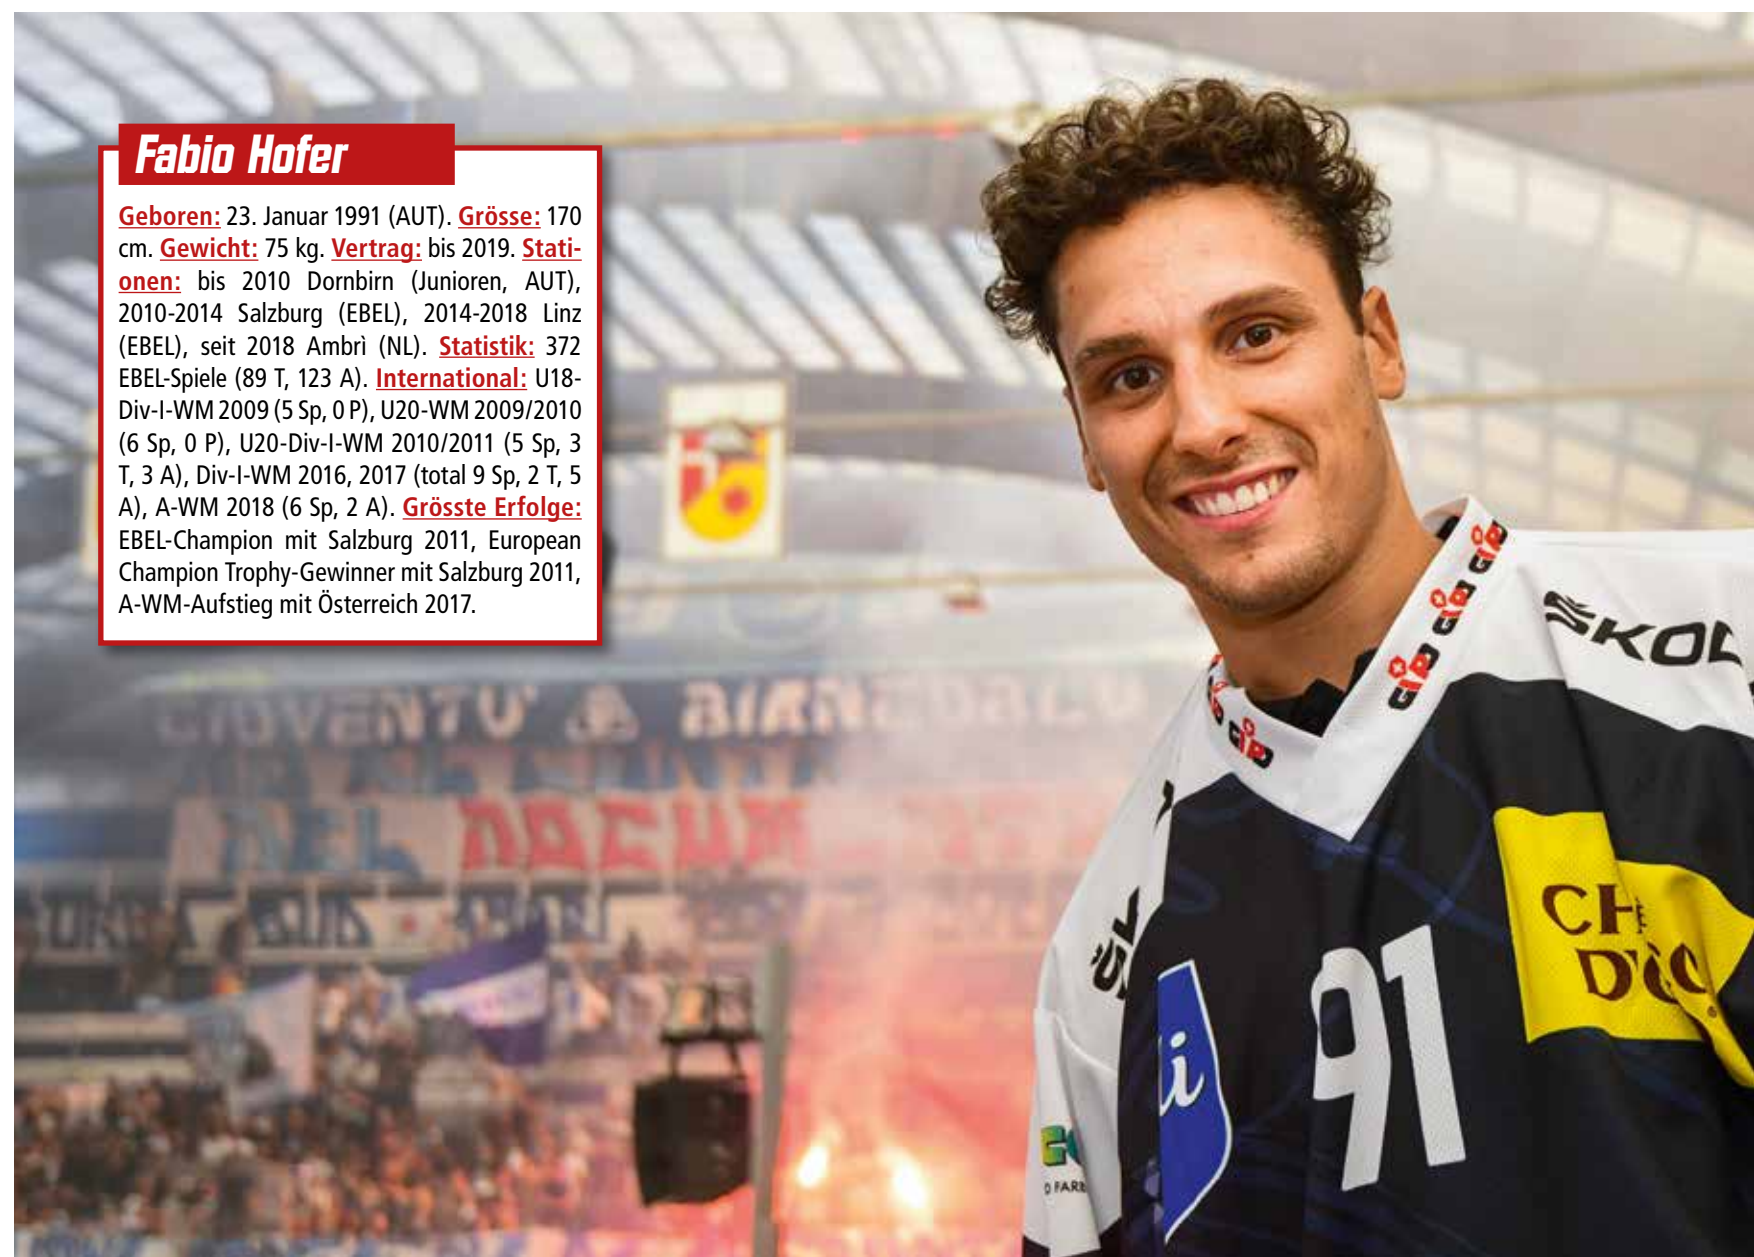 Fabio Hofer
Geboren: 23. Januar 1991 (AUT). Grösse: 170
cm. Gewicht: 75 kg. Vertrag: bis 2019. Stati-
onen: bis 2010 Dornbirn (Junioren, AUT),
2010-2014 Salzburg (EBEL), 2014-2018 Linz
(EBEL), seit 2018 Ambrì (NL). Statistik: 372
EBEL-Spiele (89 T, 123 A). International: U18-
Div-I-WM 2009 (5 Sp, 0 P), U20-WM 2009/2010
(6 Sp, 0 P), U20-Div-I-WM 2010/2011 (5 Sp, 3
T, 3 A), Div-I-WM 2016, 2017 (total 9 Sp, 2 T, 5
A), A-WM 2018 (6 Sp, 2 A). Grösste Erfolge:
EBEL-Champion mit Salzburg 2011, European
Champion Trophy-Gewinner mit Salzburg 2011,
A-WM-Aufstieg mit Österreich 2017.
GIOVENTÙ
DEL
91